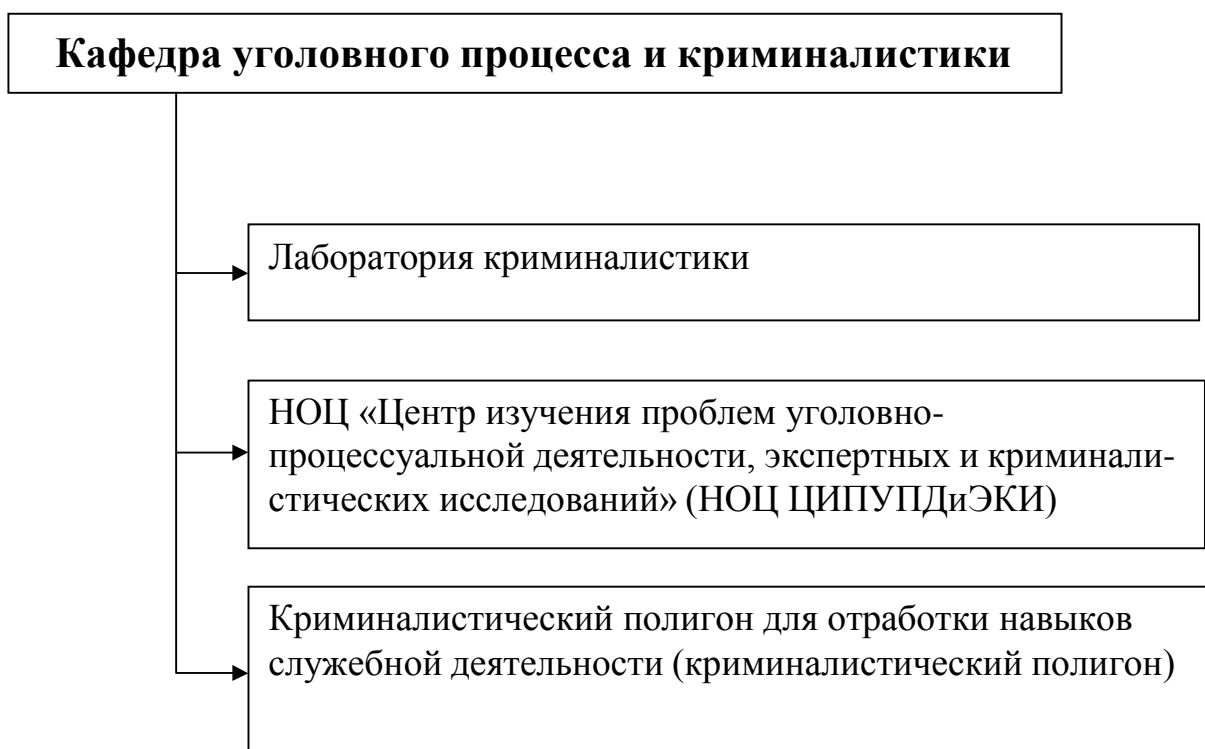 Кафедра уголовного процесса и криминалистики
Лаборатория криминалистики
НОЦ «Центр изучения проблем уголовно-
процессуальной деятельности, экспертных и криминали-
стических исследований» (НОЦ ЦИПУПДиЭКИ)
Криминалистический полигон для отработки навыков
служебной деятельности (криминалистический полигон)